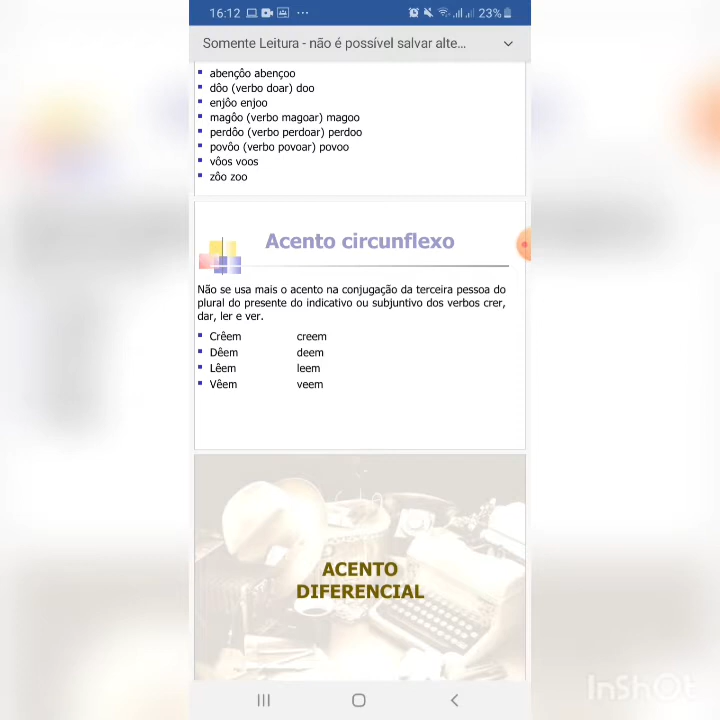 16:12 23%
Somente Leitura - não é possível salvar alte...
abençôo abençoo
dôo (verbo doar) doo
enjôo enjoo
magôo (verbo magoar) magoo
perdôo (verbo perdoar) perdoo
povôo (verbo povoar) povoo
vôos voos
zôo zoo
Acento circunflexo
Não se usa mais o acento na conjugação da terceira pessoa do
plural do presente do indicativo ou subjuntivo dos verbos crer,
dar, ler e ver.
Crêem creem
Dêem deem
Lêem leem
Vêem veem
ACENTO
DIFERENCIAL
InShOt